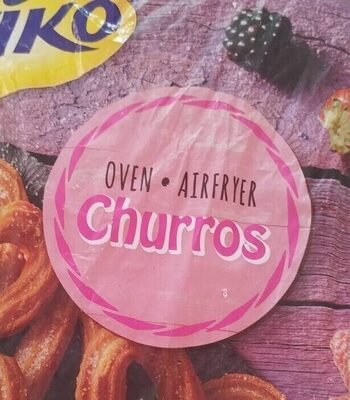 IKO
OVEN • AIRFRYER
Churros